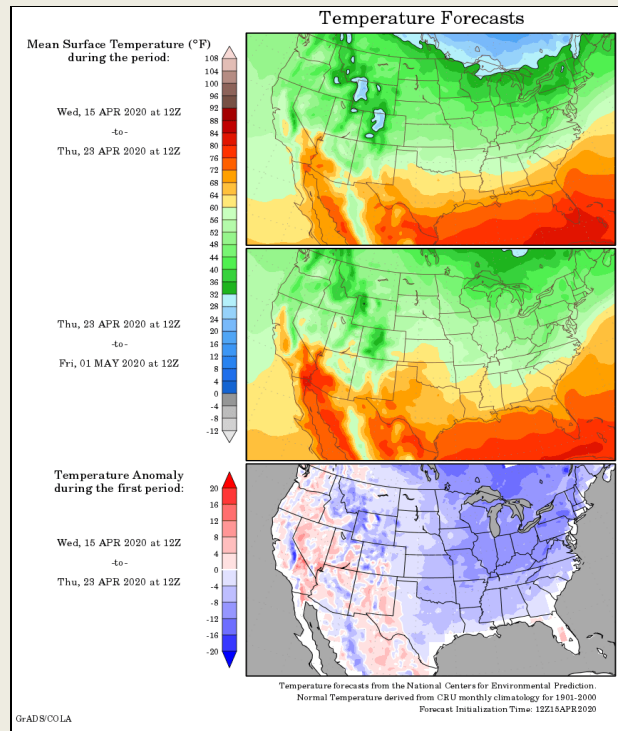 Temperature Forecasts
Mean Surface Temperature (°F)
during the period:
Wed, 15 APR 2020 at 12Z
-to-
Thu, 23 APR 2020 at 12Z
108
104
100
96
92
88
84
80
76
72
68
64
60
56
52
48
44
40
36
32
28
24
20
16
12
8
4
0
-4
-8
-12
Thu, 23 APR 2020 at 12Z
-to-
Fri, 01 MAY 2020 at 12Z
Temperature Anomaly
during the first period:
Wed, 15 APR 2020 at 12Z
-to-
Thu, 23 APR 2020 at 12Z
20
16
12
8
4
0
-4
-8
-12
-16
-20
Temperature forecasts from the National Centers for Environmental Prediction.
Normal Temperature derived from CRU monthly climatology for 1901-2000
Forecast Initialization Time: 12Z15APR2020
GrADS/COLA